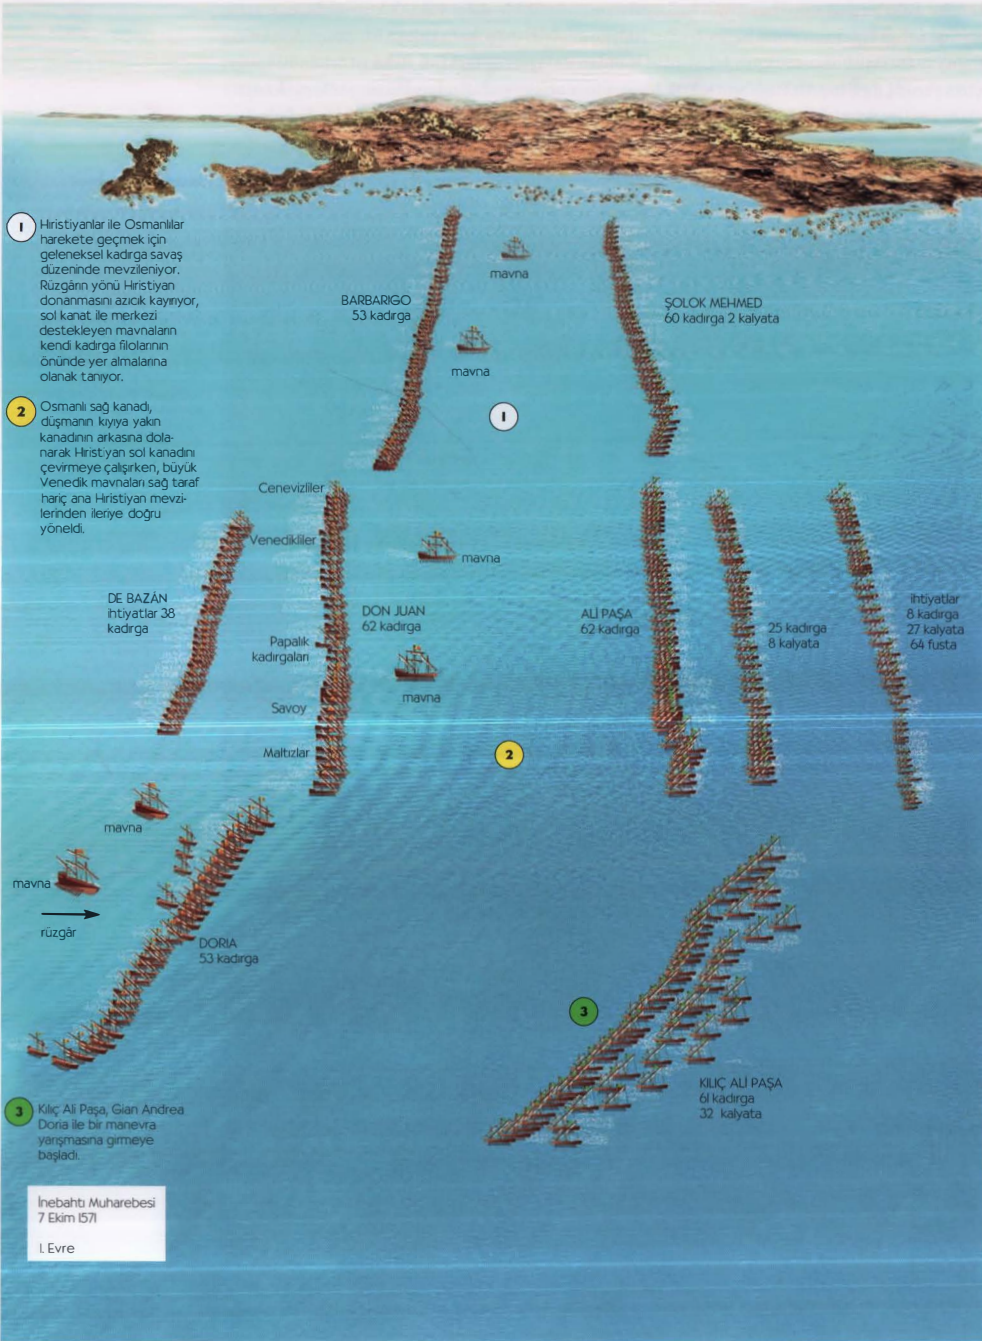 1
Hıristiyanlar ile Osmanlılar
harekete geçmek için
geleneksel kadırga savaş
düzeninde mevzileniyor.
Rüzgârın yönü Hıristiyan
donanmasını azıcık kayırıyor,
sol kanat ile merkezi
destekleyen mavnaların
kendi kadırga filolarının
önünde yer almalarına
olanak tanıyor.
2
Osmanlı sağ kanadı,
düşmanın kıyıya yakın
kanadının arkasına dola-
narak Hıristiyan sol kanadını
çevirmeye çalışırken, büyük
Venedik mavnaları sağ taraf
hariç ana Hıristiyan mevzi-
lerinden ileriye doğru
yöneldi.
mavna
BARBARIGO
53 kadırga
ŞOLOK MEHMED
60 kadırga 2 kalyata
mavna
1
Cenevizliler
Venedikliler
mavna
DE BAZÁN
ihtiyatlar 38
kadırga
DON JUAN
62 kadırga
ALİ PAŞA
62 kadırga
25 kadırga
8 kalyata
ihtiyatlar
8 kadırga
27 kalyata
64 fusta
Papalık
kadırgaları
mavna
Savoy
Maltızlar
2
mavna
mavna
rüzgâr
DORIA
53 kadırga
3
KILIÇ ALİ PAŞA
61 kadırga
32 kalyata
3
Kılıç Ali Paşa, Gian Andrea
Doria ile bir manevra
yarışmasına girmeye
başladı.
İnebahtı Muharebesi
7 Ekim 1571
I. Evre